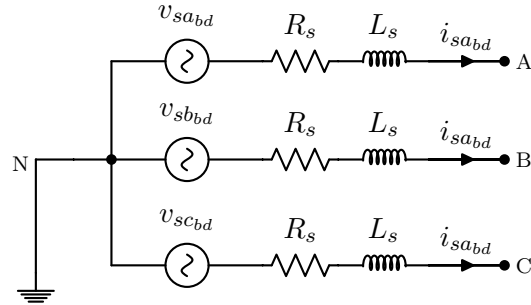 v_{sa_{bd}} R_s L_s i_{sa_{bd}} A
v_{sb_{bd}} R_s L_s i_{sa_{bd}} B
N
v_{sc_{bd}} R_s L_s i_{sa_{bd}} C